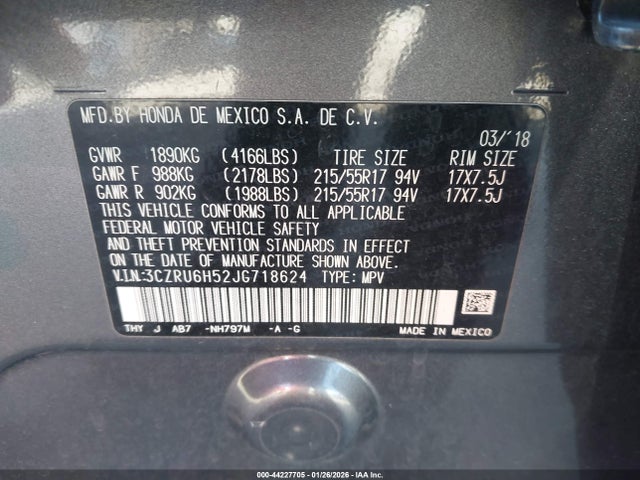 MFD.BY HONDA DE MEXICO S.A. DE C.V.
03/'18
GVWR 1890KG (4166LBS) TIRE SIZE RIM SIZE
GAWR F 988KG (2178LBS) 215/55R17 94V 17X7.5J
GAWR R 902KG (1988LBS) 215/55R17 94V 17X7.5J
THIS VEHICLE CONFORMS TO ALL APPLICABLE
FEDERAL MOTOR VEHICLE SAFETY
AND THEFT PREVENTION STANDARDS IN EFFECT
ON THE DATE OF MANUFACTURE SHOWN ABOVE.
V.I.N:3CZRU6H52JG718624 TYPE: MPV
THY J AB7 -NH797M -A -G MADE IN MEXICO
000-44227705 - 01/26/2026 - IAA Inc.